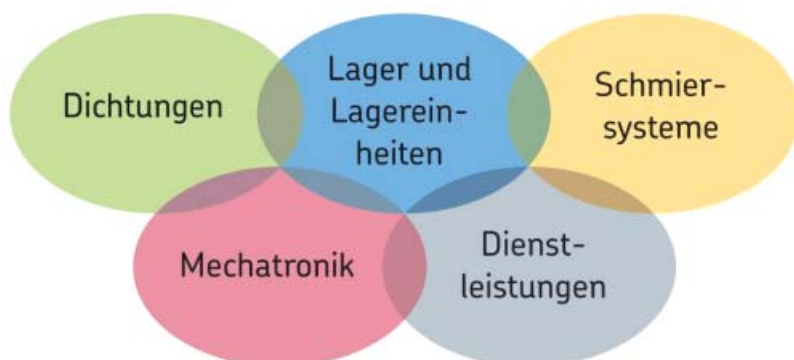 Dichtungen
Lager und
Lagerein-
heiten
Schmier-
systeme
Mechatronik
Dienst-
leistungen